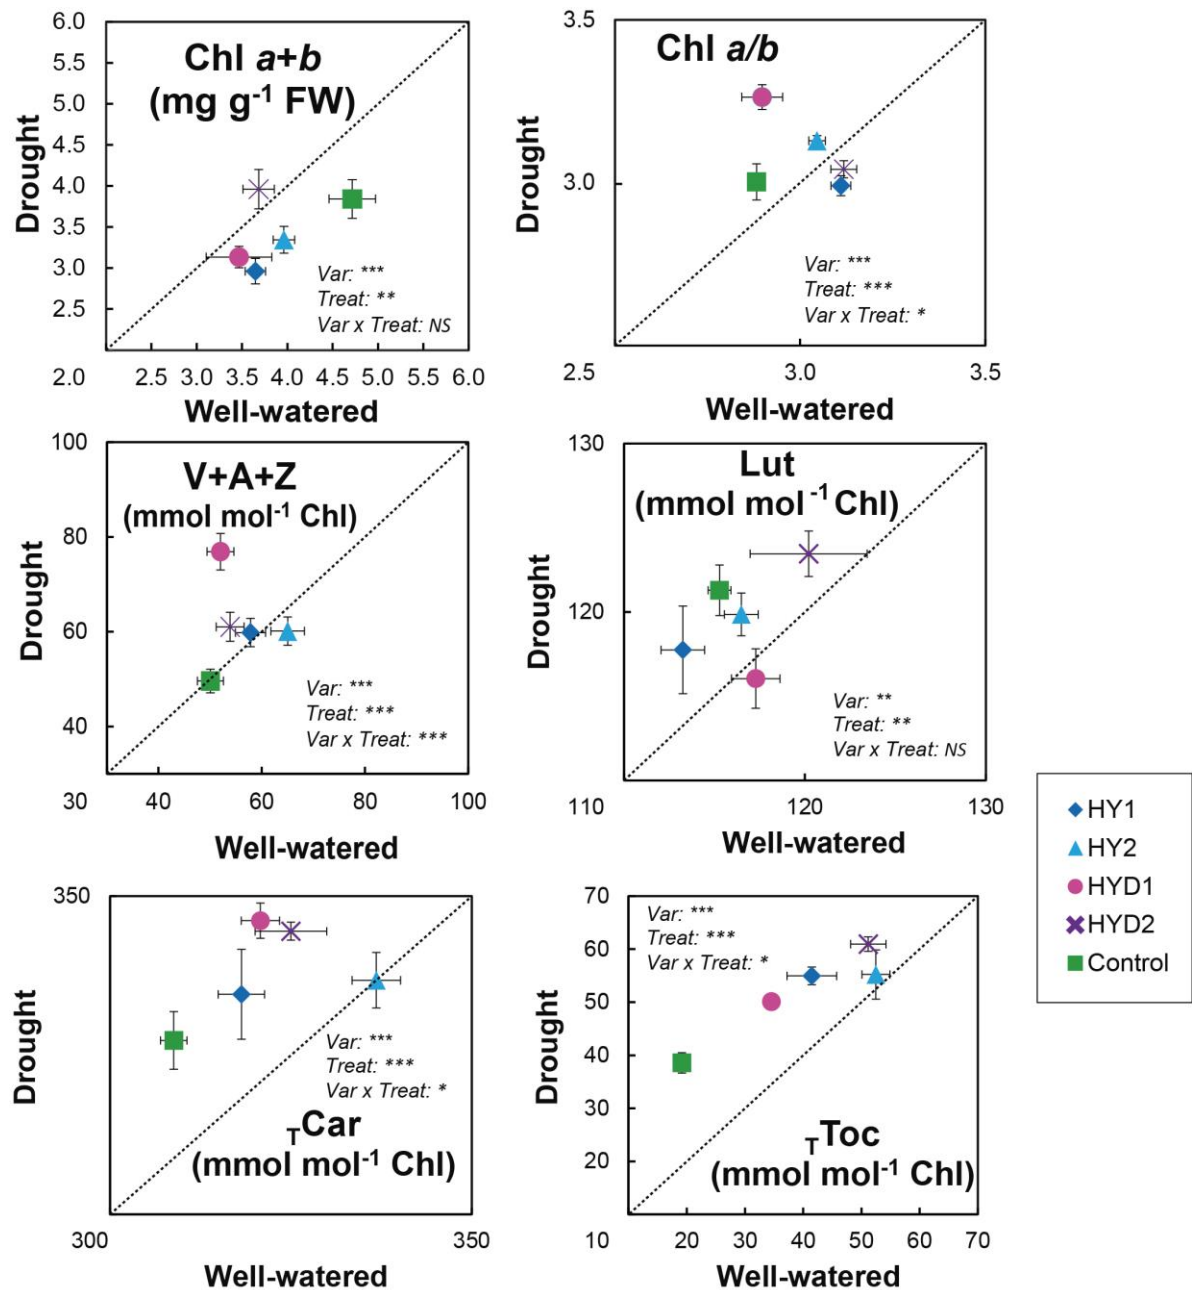 6.0
5.5
5.0
4.5
4.0
3.5
3.0
2.5
2.0
Drought
Chl a+b
(mg g⁻¹ FW)
Var: ***
Treat: **
Var x Treat: NS
2.5 3.0 3.5 4.0 4.5 5.0 5.5 6.0
Well-watered
3.5
3.0
2.5
Drought
Chl a/b
Var: ***
Treat: ***
Var x Treat: *
3.0 3.5
Well-watered
100
80
60
40
30
Drought
V+A+Z
(mmol mol⁻¹ Chl)
Var: ***
Treat: ***
Var x Treat: ***
40 60 80 100
Well-watered
130
120
110
Drought
Lut
(mmol mol⁻¹ Chl)
Var: **
Treat: **
Var x Treat: NS
120 130
Well-watered
HY1
HY2
HYD1
HYD2
Control
350
300
Drought
Var: ***
Treat: ***
Var x Treat: *
TCar
(mmol mol⁻¹ Chl)
350
Well-watered
70
60
50
40
30
20
10
Drought
Var: ***
Treat: ***
Var x Treat: *
TToc
(mmol mol⁻¹ Chl)
20 30 40 50 60 70
Well-watered